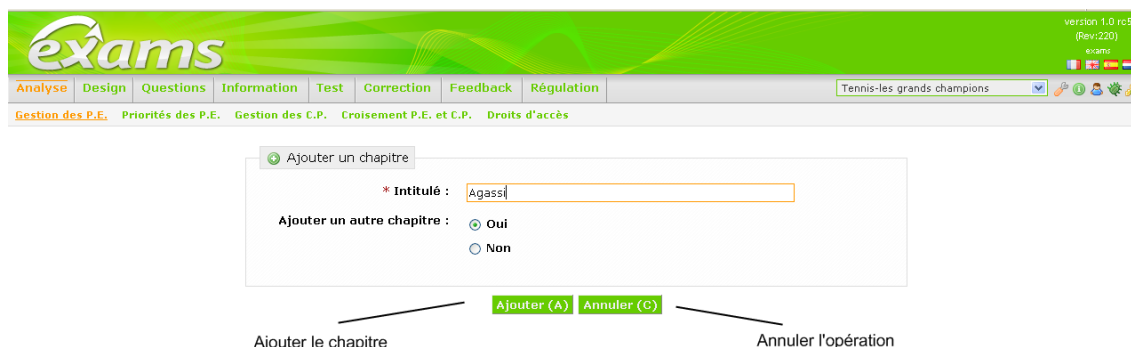 version 1.0 rc5
(Rev:220)
exams
exams
Analyse Design Questions Information Test Correction Feedback Régulation Tennis-les grands champions
Gestion des P.E. Priorités des P.E. Gestion des C.P. Croisement P.E. et C.P. Droits d'accès
Ajouter un chapitre
* Intitulé : Agassi
Ajouter un autre chapitre : Oui
Non
Ajouter (A) Annuler (C)
Ajouter le chapitre Annuler l'opération